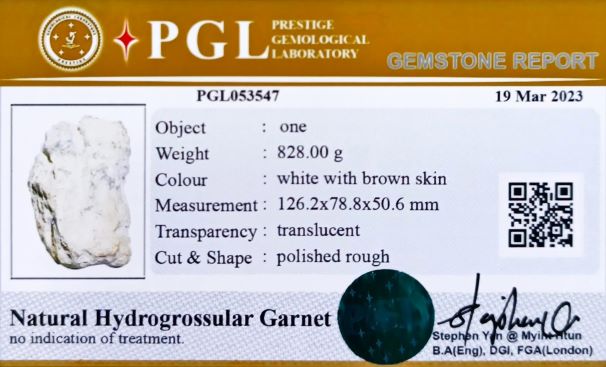 PGL
PRESTIGE
GEMOLOGICAL
LABORATORY
GEMSTONE REPORT
PGL053547
19 Mar 2023
Object : one
Weight : 828.00 g
Colour : white with brown skin
Measurement : 126.2x78.8x50.6 mm
Transparency : translucent
Cut & Shape : polished rough
Natural Hydrogrossular Garnet
no indication of treatment.
Stephen Yan @ Myint Htun
B.A(Eng), DGI, FGA(London)